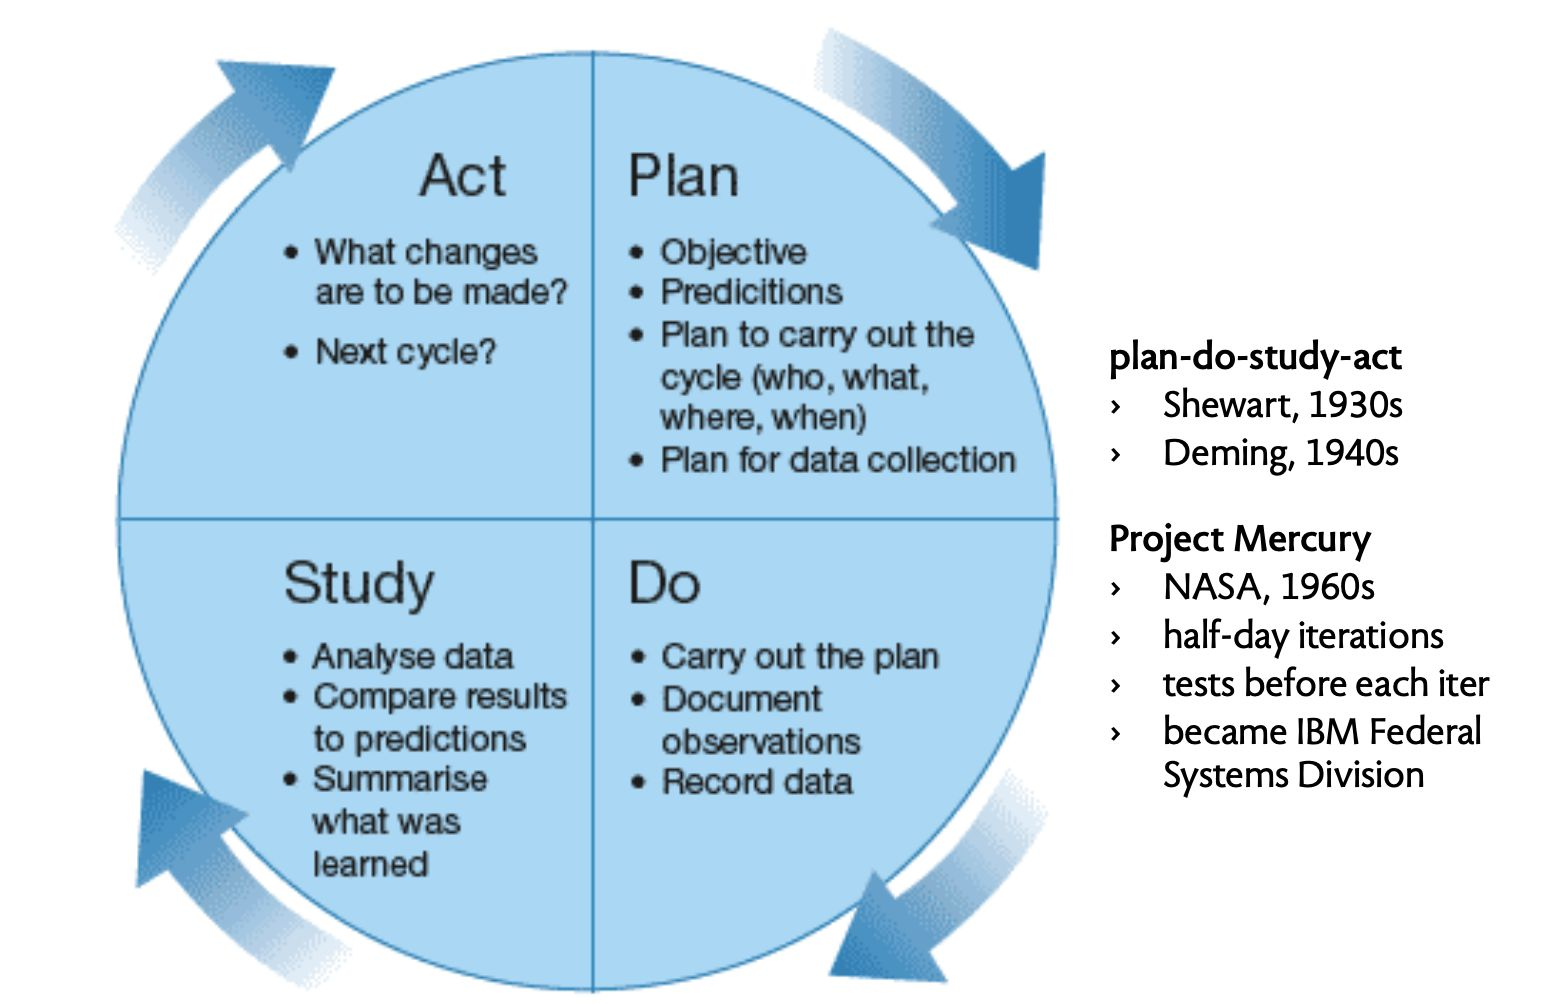 Act
• What changes
are to be made?
• Next cycle?
Plan
• Objective
• Predicitions
• Plan to carry out the
cycle (who, what,
where, when)
• Plan for data collection
Study
• Analyse data
• Compare results
to predictions
• Summarise
what was
learned
Do
• Carry out the plan
• Document
observations
• Record data
plan-do-study-act
› Shewart, 1930s
› Deming, 1940s
Project Mercury
› NASA, 1960s
› half-day iterations
› tests before each iter
› became IBM Federal
Systems Division